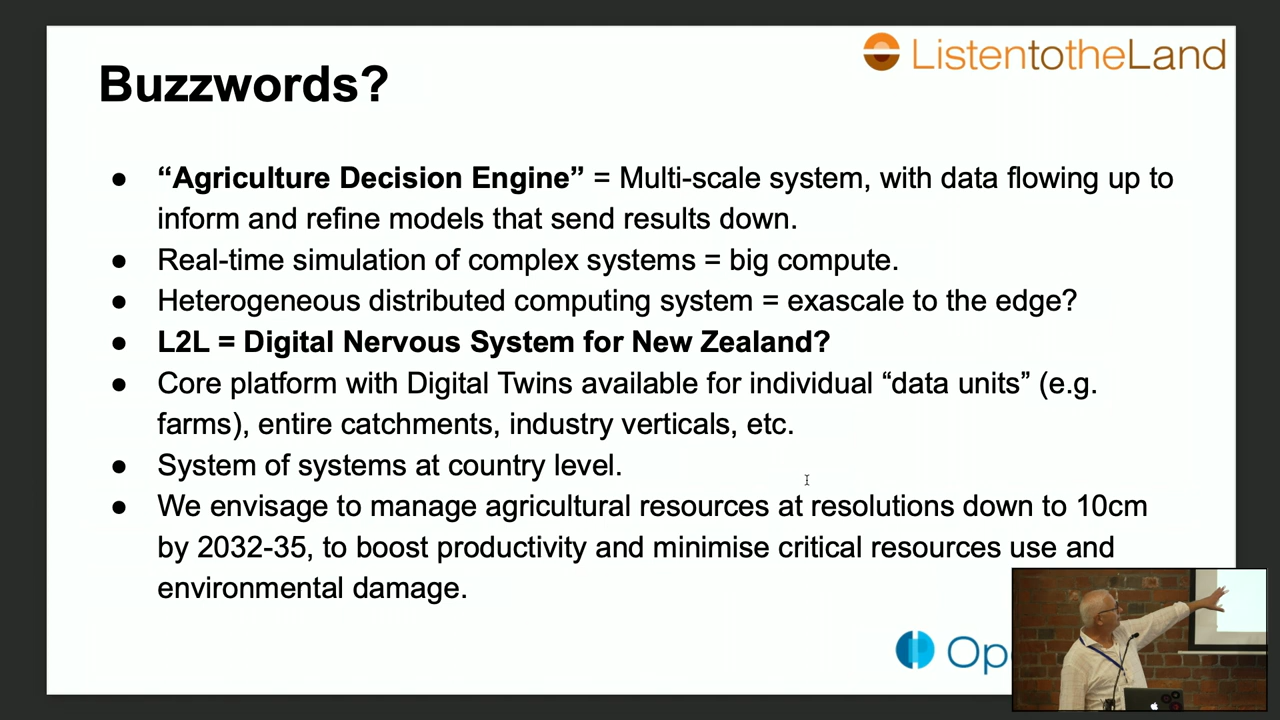 ListentotheLand
Buzzwords?
● “Agriculture Decision Engine” = Multi-scale system, with data flowing up to
inform and refine models that send results down.
● Real-time simulation of complex systems = big compute.
● Heterogeneous distributed computing system = exascale to the edge?
● L2L = Digital Nervous System for New Zealand?
● Core platform with Digital Twins available for individual “data units” (e.g.
farms), entire catchments, industry verticals, etc.
● System of systems at country level.
● We envisage to manage agricultural resources at resolutions down to 10cm
by 2032-35, to boost productivity and minimise critical resources use and
environmental damage.